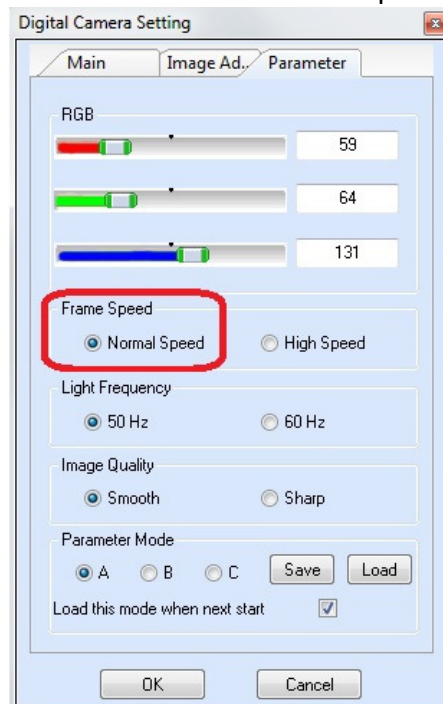 Digital Camera Setting
Main Image Ad.. Parameter
RGB
59
64
131
Frame Speed
Normal Speed High Speed
Light Frequency
50 Hz 60 Hz
Image Quality
Smooth Sharp
Parameter Mode
A B C Save Load
Load this mode when next start
OK Cancel